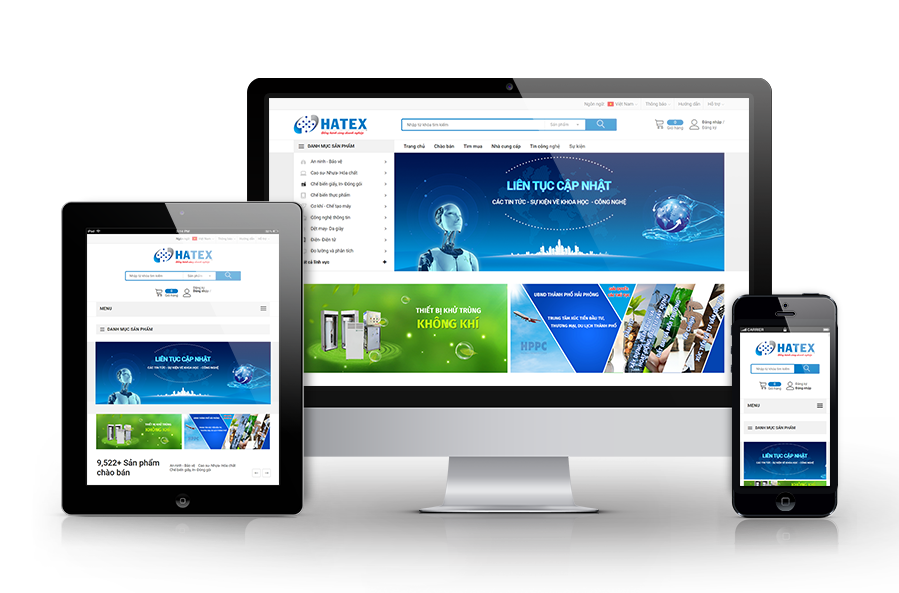 Ngôn ngữ Việt Nam Thông báo Hướng dẫn Hỗ trợ
HATEX
Đồng hành cùng doanh nghiệp
Nhập từ khóa tìm kiếm
Sản phẩm
0
Giỏ hàng
Đăng nhập /
Đăng ký
DANH MỤC SẢN PHẨM
Trang chủ Chào bán Tìm mua Nhà cung cấp Tin công nghệ Sự kiện
An ninh - Bảo vệ
Cao su- Nhựa- Hóa chất
Chế biến giấy, in- Đóng gói
Chế biến thực phẩm
Cơ khí - Chế tạo máy
Công nghệ thông tin
Dệt may- Da giày
Điện- Điện tử
Đo lường và phân tích
LIÊN TỤC CẬP NHẬT
CÁC TIN TỨC - SỰ KIỆN VỀ KHOA HỌC - CÔNG NGHỆ
THIẾT BỊ KHỬ TRÙNG
KHÔNG KHÍ
UBND THÀNH PHỐ HẢI PHÒNG
TRUNG TÂM XÚC TIẾN ĐẦU TƯ,
THƯƠNG MẠI, DU LỊCH THÀNH PHỐ
HPPC
iPad
HATEX
Nhập từ khóa tìm kiếm
Sản phẩm
0
Giỏ hàng
Đăng ký
Đăng nhập
MENU
DANH MỤC SẢN PHẨM
LIÊN TỤC CẬP NHẬT
CÁC TIN TỨC - SỰ KIỆN VỀ KHOA HỌC - CÔNG NGHỆ
THIẾT BỊ KHỬ TRÙNG
KHÔNG KHÍ
9,522+ Sản phẩm
chào bán
An ninh - Bảo vệ Cao su- Nhựa- Hóa chất
Chế biến giấy, in- Đóng gói
CARRIER
HATEX
Đồng hành cùng doanh nghiệp
Nhập từ khóa tìm kiếm
0
Giỏ hàng
Đăng ký
Đăng nhập
MENU
DANH MỤC SẢN PHẨM
LIÊN TỤC CẬP NHẬT
CÁC TIN TỨC - SỰ KIỆN VỀ KHOA HỌC - CÔNG NGHỆ